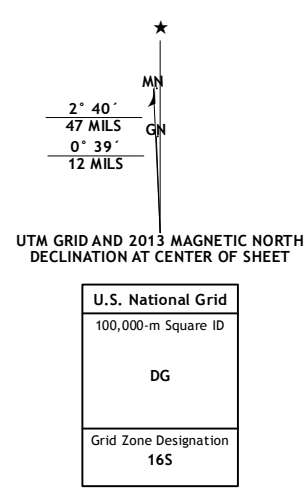 ★
MN
2° 40´
47 MILS
GN
0° 39´
12 MILS
UTM GRID AND 2013 MAGNETIC NORTH
DECLINATION AT CENTER OF SHEET
U.S. National Grid
100,000-m Square ID
DG
Grid Zone Designation
16S